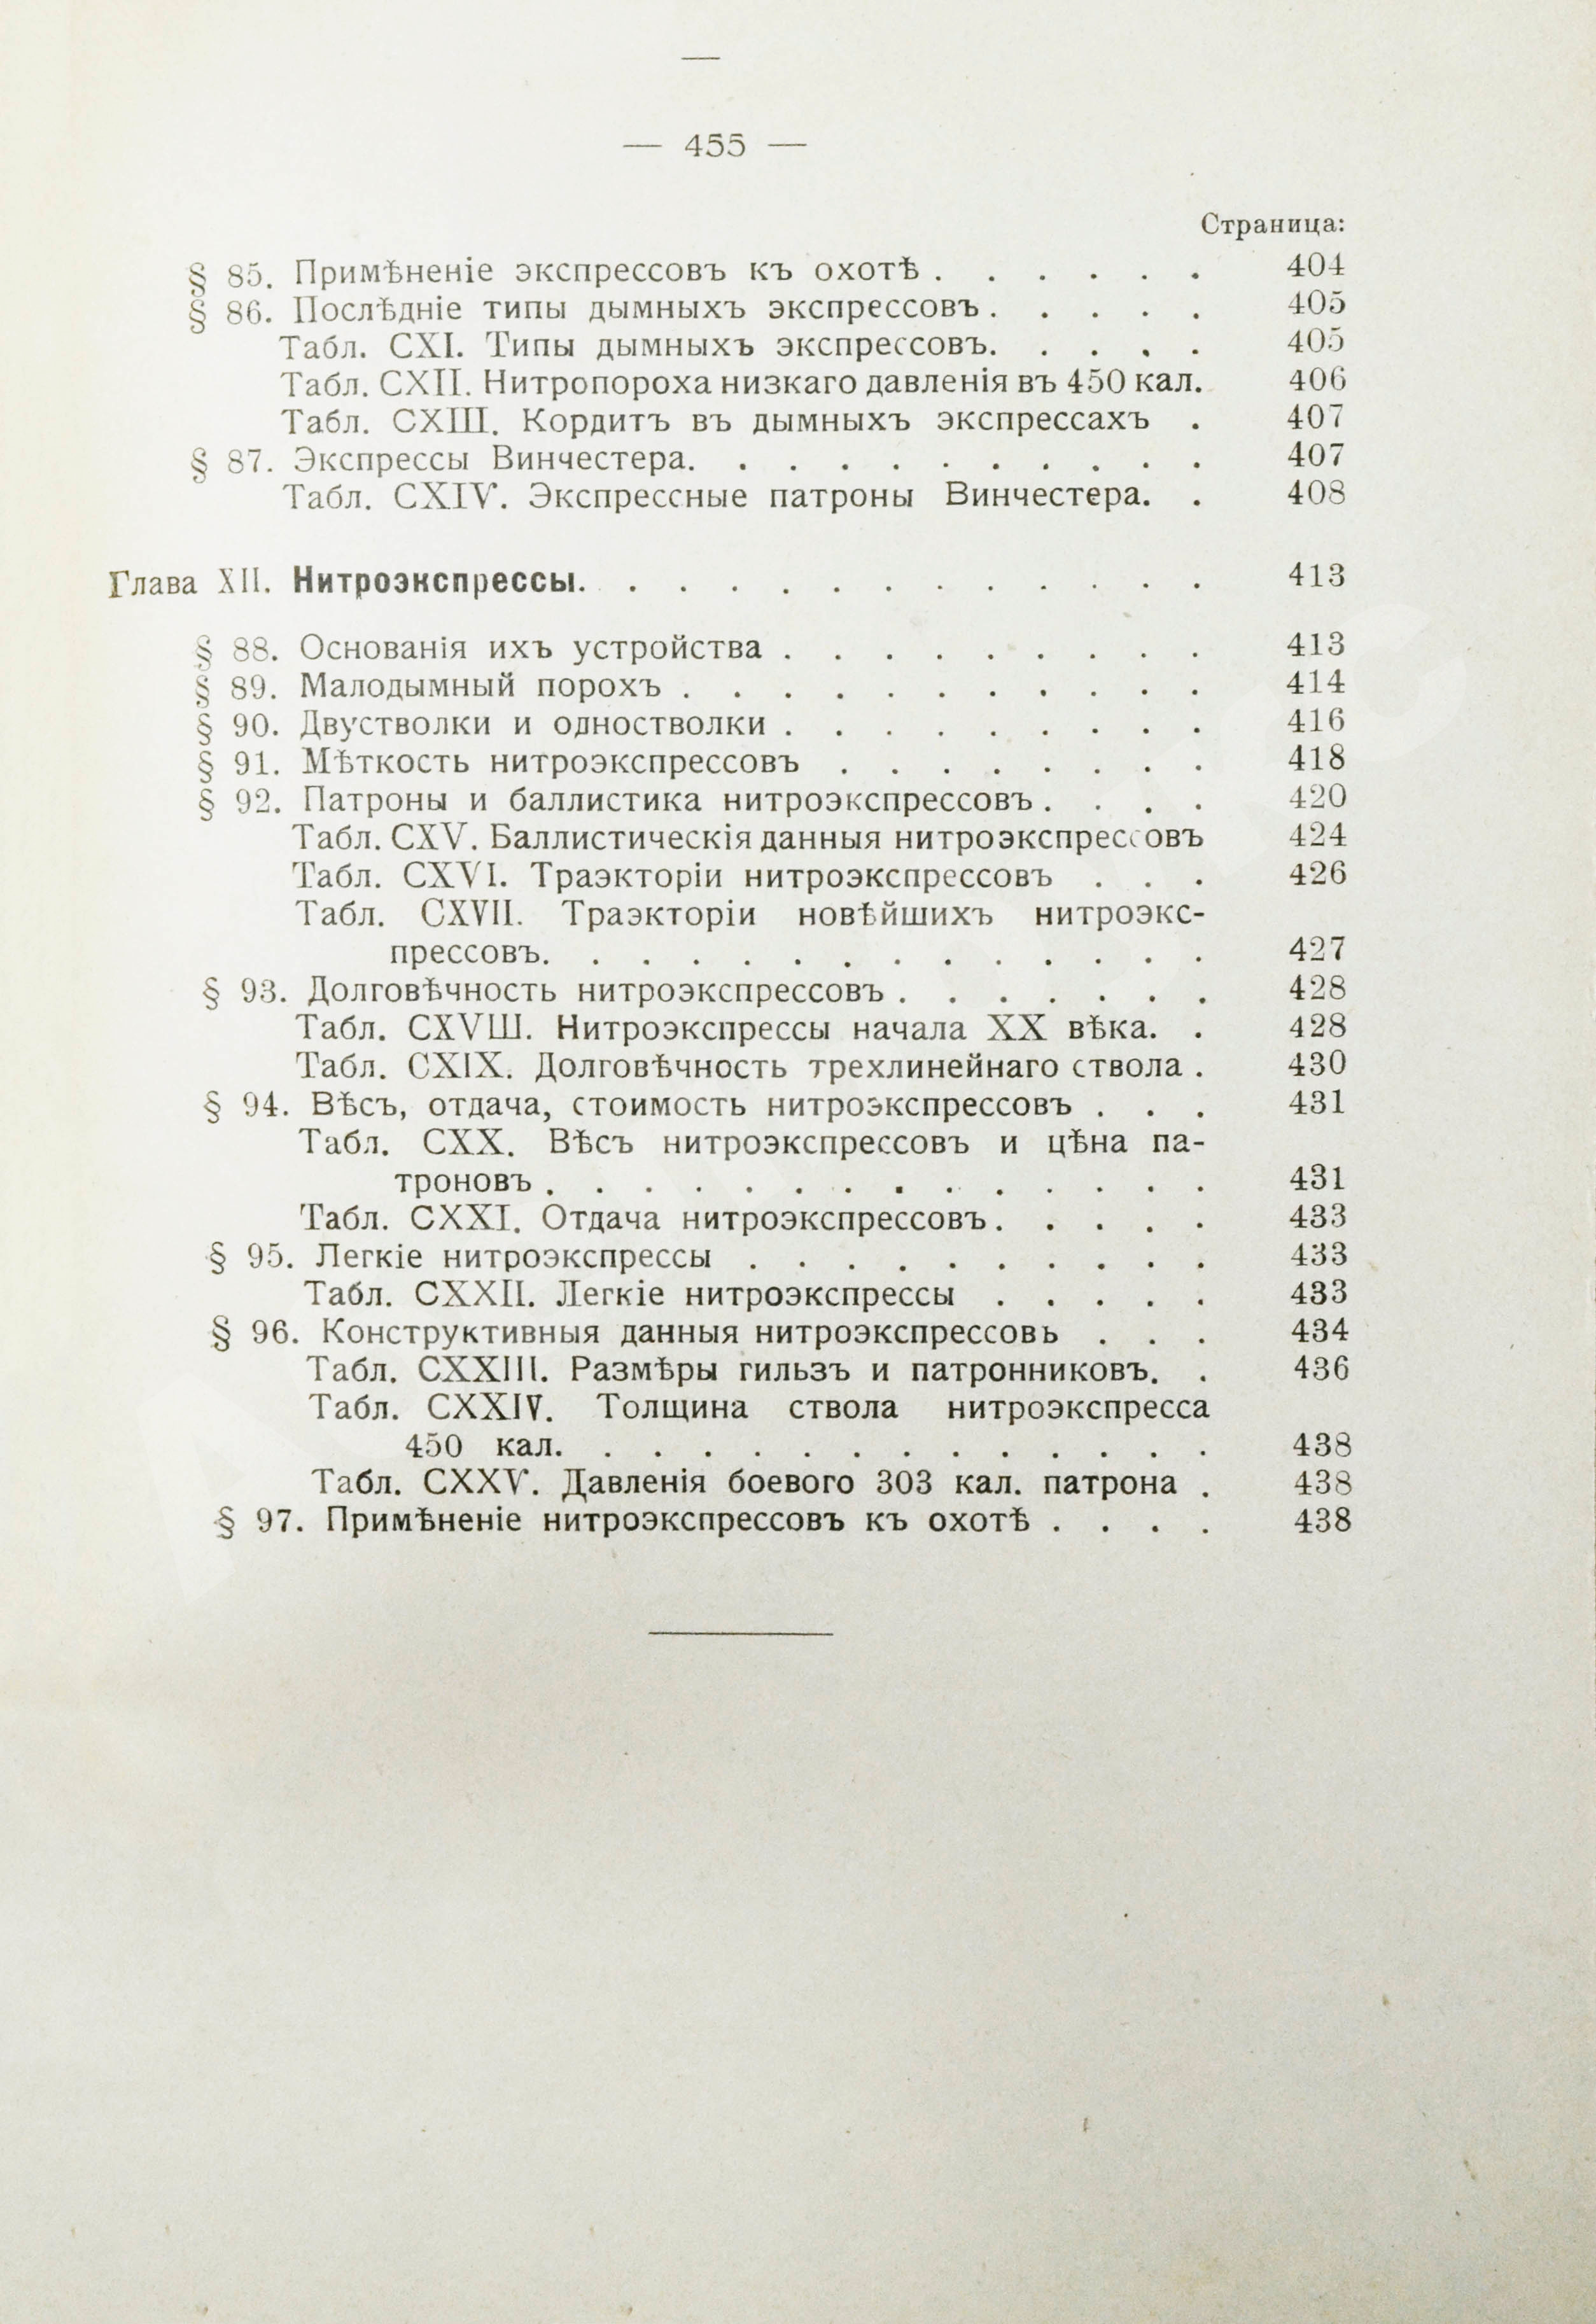 — 455 —
Страница:
§ 85. Примѣненіе экспрессовъ къ охотѣ . . . . . . 404
§ 86. Послѣдніе типы дымныхъ экспрессовъ . . . . . 405
Табл. CXI. Типы дымныхъ экспрессовъ. . . . . 405
Табл. CXII. Нитропороха низкаго давленія въ 450 кал. 406
Табл. CXIII. Кордитъ въ дымныхъ экспрессахъ . 407
§ 87. Экспрессы Винчестера. . . . . . . . . . . 407
Табл. CXIV. Экспрессные патроны Винчестера. . 408
Глава XII. Нитроэкспрессы. . . . . . . . . . . . . 413
§ 88. Основанія ихъ устройства . . . . . . . . . 413
§ 89. Малодымный порохъ . . . . . . . . . . . 414
§ 90. Двустволки и одностволки . . . . . . . . . 416
§ 91. Мѣткость нитроэкспрессовъ . . . . . . . . 418
§ 92. Патроны и баллистика нитроэкспрессовъ . . . . 420
Табл. CXV. Баллистическія данныя нитроэкспрессовъ 424
Табл. CXVI. Траэкторіи нитроэкспрессовъ . . . 426
Табл. CXVII. Траэкторіи новѣйшихъ нитроэкс-
прессовъ. . . . . . . . . . . . . . 427
§ 93. Долговѣчность нитроэкспрессовъ . . . . . . . 428
Табл. CXVIII. Нитроэкспрессы начала XX вѣка. . 428
Табл. CXIX. Долговѣчность трехлинейнаго ствола . 430
§ 94. Вѣсъ, отдача, стоимость нитроэкспрессовъ . . . 431
Табл. CXX. Вѣсъ нитроэкспрессовъ и цѣна па-
троновъ . . . . . . . . . . . . . . 431
Табл. CXXI. Отдача нитроэкспрессовъ. . . . . 433
§ 95. Легкіе нитроэкспрессы . . . . . . . . . . 433
Табл. CXXII. Легкіе нитроэкспрессы . . . . . 433
§ 96. Конструктивныя данныя нитроэкспрессовь . . . 434
Табл. CXXIII. Размѣры гильзъ и патронниковъ. . 436
Табл. CXXIV. Толщина ствола нитроэкспресса
450 кал. . . . . . . . . . . . . . 438
Табл. CXXV. Давленія боевого 303 кал. патрона . 438
§ 97. Примѣненіе нитроэкспрессовъ къ охотѣ . . . . 438